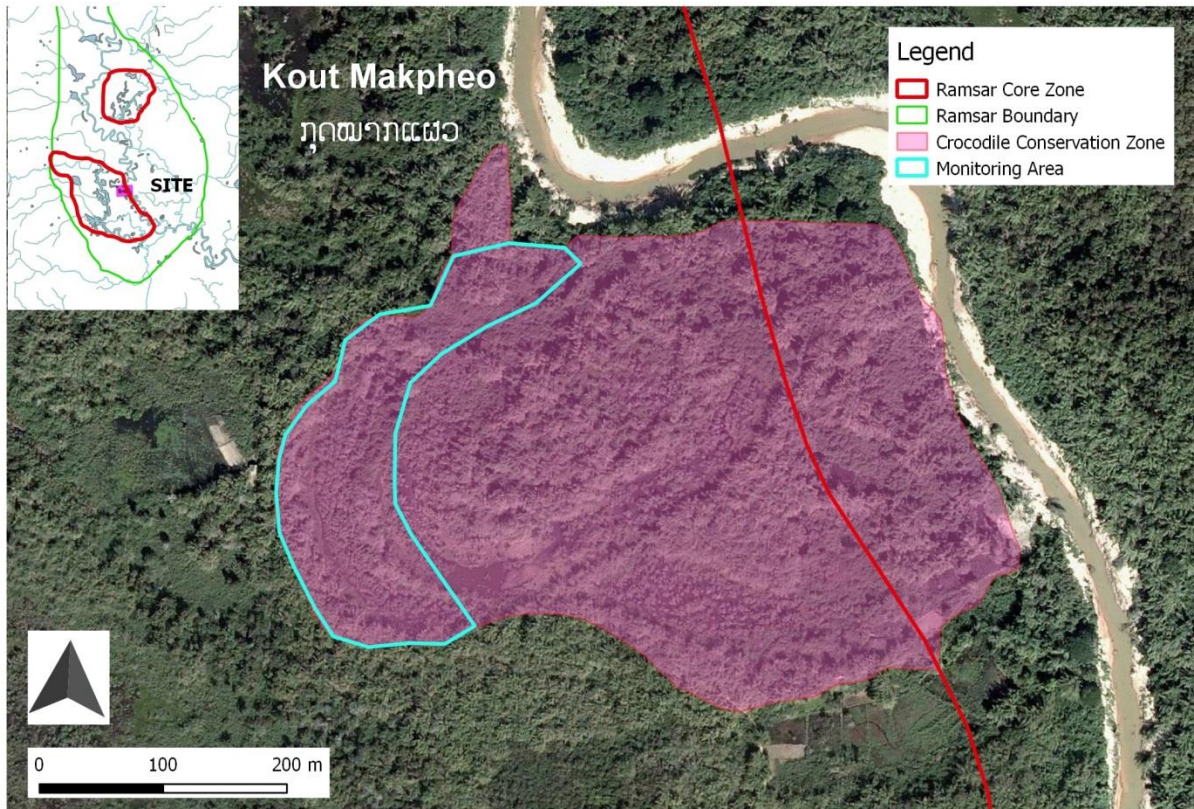 SITE
Kout Makpheo
ກຸດໝາກແຜວ
Legend
Ramsar Core Zone
Ramsar Boundary
Crocodile Conservation Zone
Monitoring Area
0 100 200 m